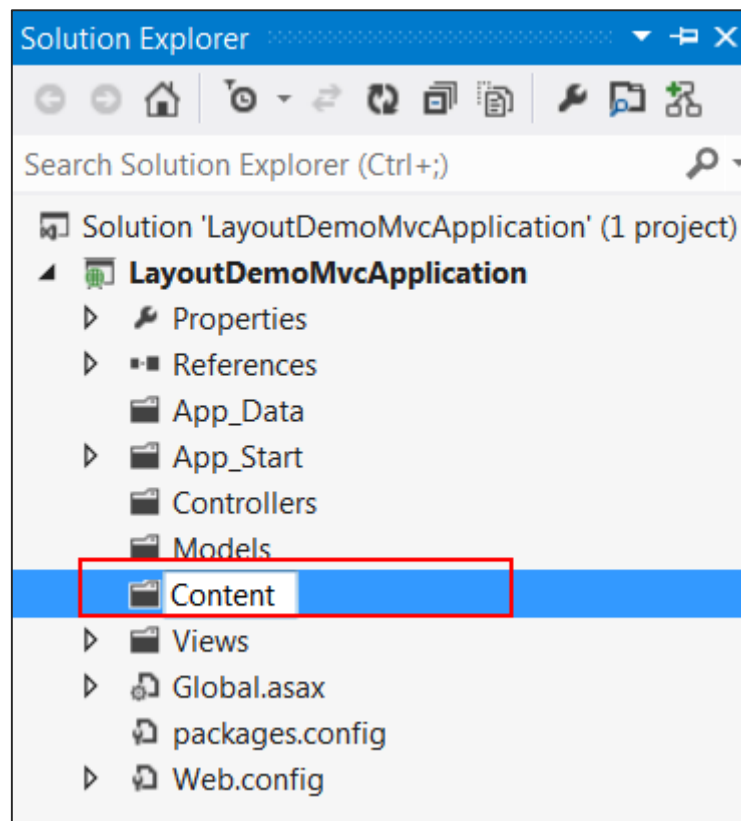 Solution Explorer
Search Solution Explorer (Ctrl+;)
Solution 'LayoutDemoMvcApplication' (1 project)
LayoutDemoMvcApplication
Properties
References
App_Data
App_Start
Controllers
Models
Content
Views
Global.asax
packages.config
Web.config